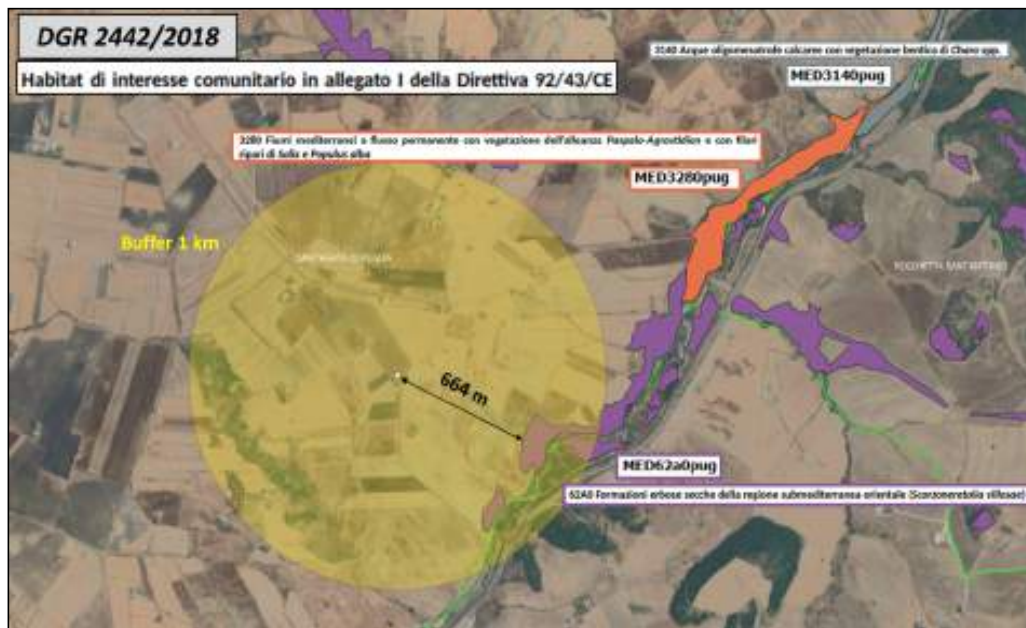 DGR 2442/2018
Habitat di interesse comunitario in allegato I della Direttiva 92/43/CE
3140 Acque oligomesotrofe calcaree con vegetazione bentica di Chara spp.
MED3140pug
3280 Fiumi mediterranei a flusso permanente con vegetazione dell'alleanza Paspalo-Agrostidion e con filari
ripari di Salix e Populus alba
MED3280pug
Buffer 1 km
ROCCHETTA SANT'ANTONIO
664 m
MED62a0pug
62A0 Formazioni erbose secche della regione submediterranea orientale (Scorzoneretalia villosae)